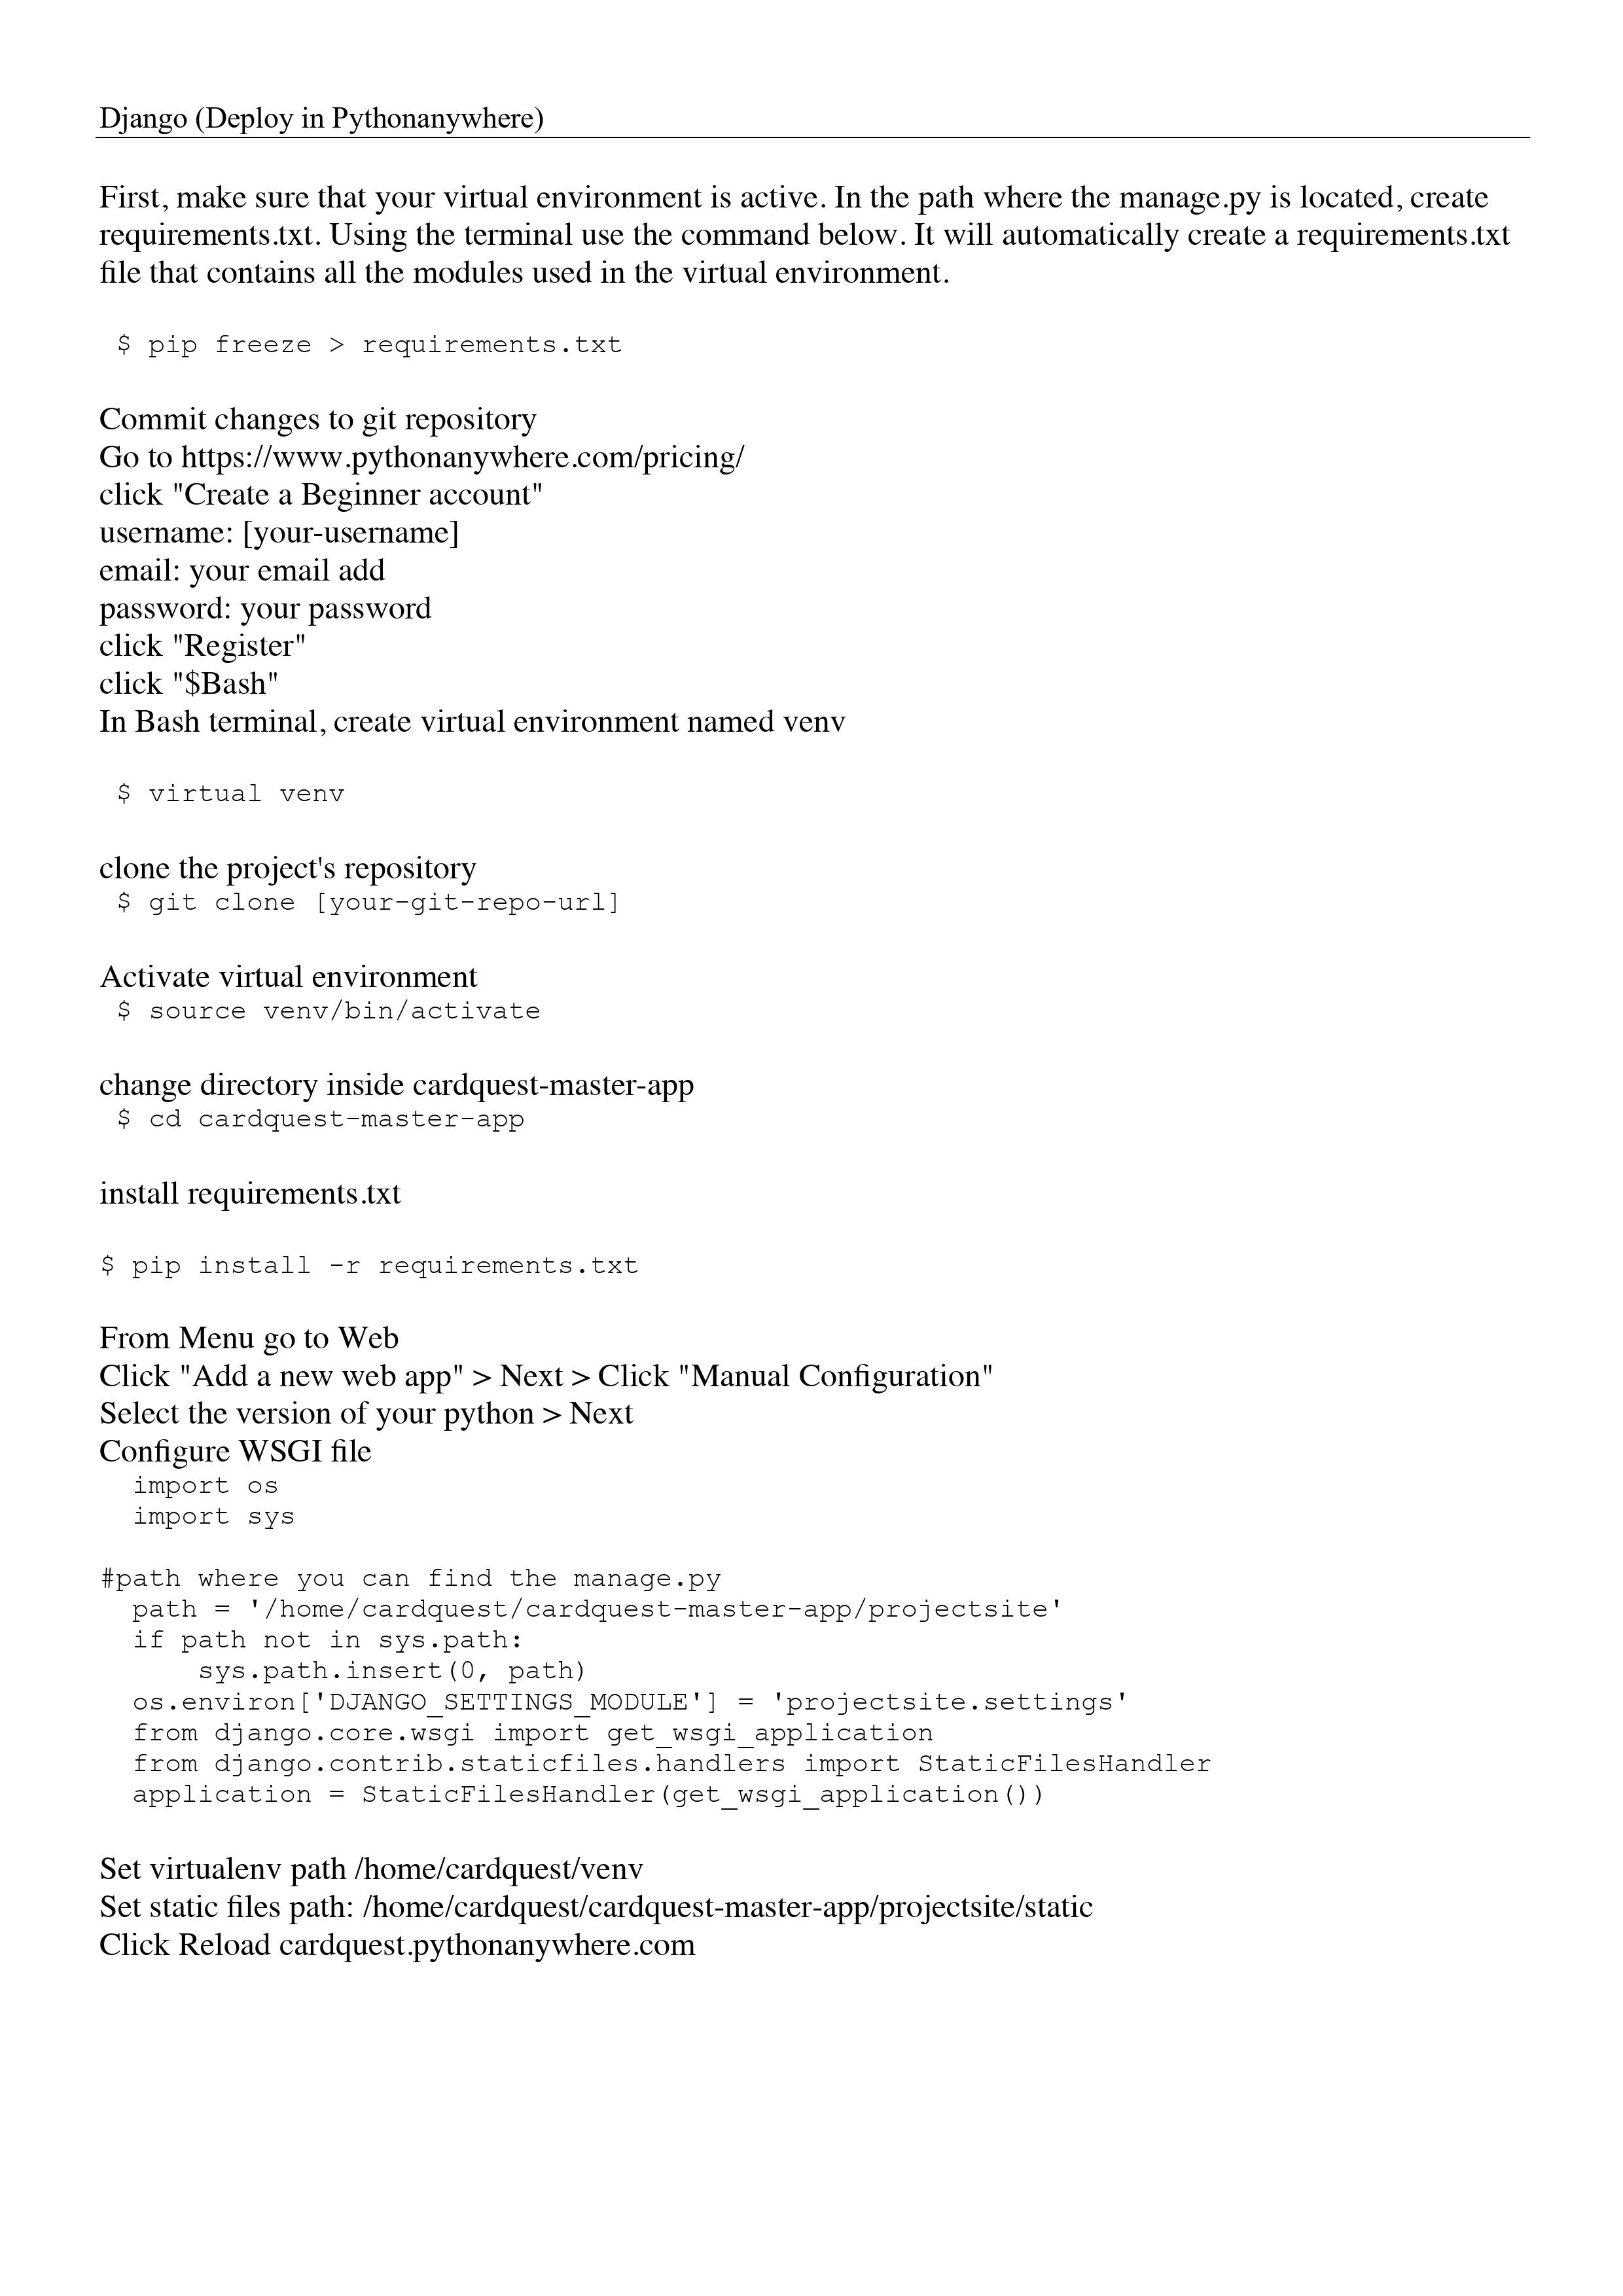 Django (Deploy in Pythonanywhere)
First, make sure that your virtual environment is active. In the path where the manage.py is located, create
requirements.txt. Using the terminal use the command below. It will automatically create a requirements.txt
file that contains all the modules used in the virtual environment.
$ pip freeze > requirements.txt
Commit changes to git repository
Go to https://www.pythonanywhere.com/pricing/
click "Create a Beginner account"
username: [your-username]
email: your email add
password: your password
click "Register"
click "$Bash"
In Bash terminal, create virtual environment named venv
$ virtual venv
clone the project's repository
$ git clone [your-git-repo-url]
Activate virtual environment
$ source venv/bin/activate
change directory inside cardquest-master-app
$ cd cardquest-master-app
install requirements.txt
$ pip install -r requirements.txt
From Menu go to Web
Click "Add a new web app" > Next > Click "Manual Configuration"
Select the version of your python > Next
Configure WSGI file
import os
import sys
#path where you can find the manage.py
path = '/home/cardquest/cardquest-master-app/projectsite'
if path not in sys.path:
sys.path.insert(0, path)
os.environ['DJANGO_SETTINGS_MODULE'] = 'projectsite.settings'
from django.core.wsgi import get_wsgi_application
from django.contrib.staticfiles.handlers import StaticFilesHandler
application = StaticFilesHandler(get_wsgi_application())
Set virtualenv path /home/cardquest/venv
Set static files path: /home/cardquest/cardquest-master-app/projectsite/static
Click Reload cardquest.pythonanywhere.com